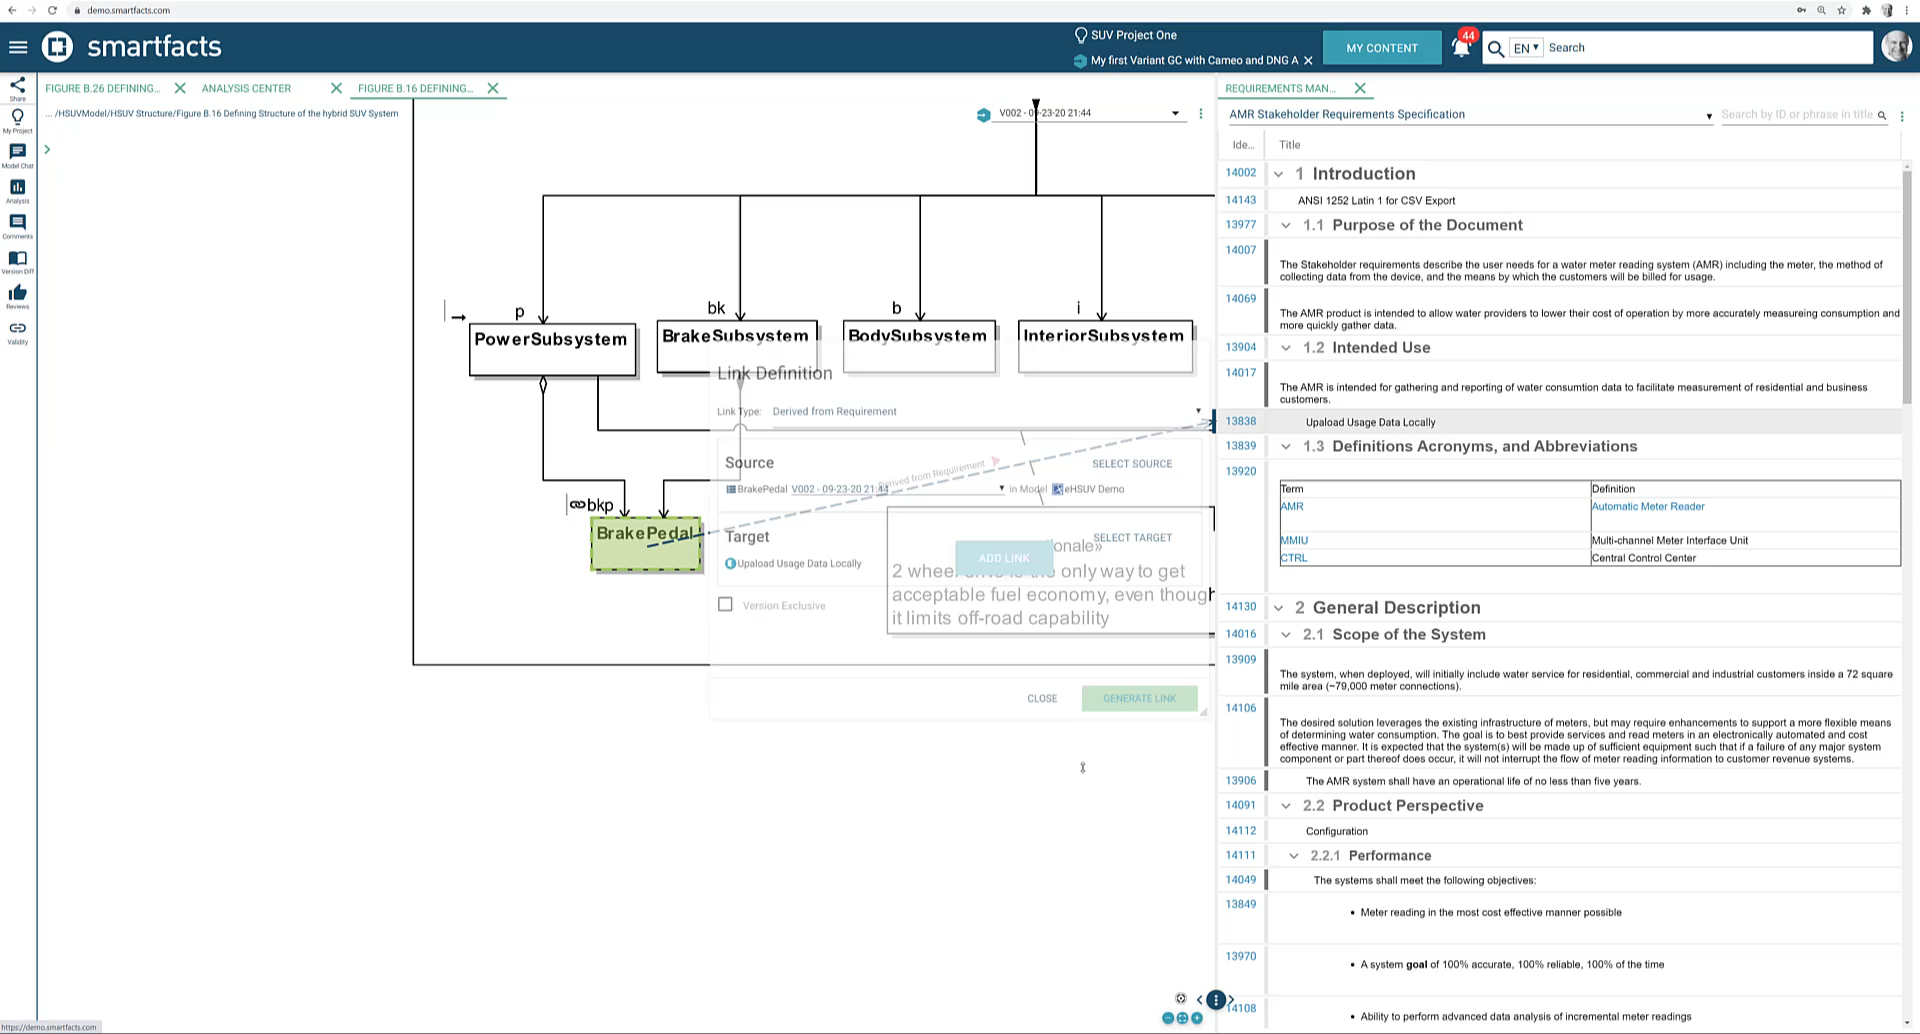 demo.smartfacts.com
smartfacts
SUV Project One
My first Variant GC with Cameo and DNG A
MY CONTENT
44
EN
Search
FIGURE B.26 DEFINING...
ANALYSIS CENTER
FIGURE B.16 DEFINING...
REQUIREMENTS MAN...
Share
My Project
Model Chat
Analysis
Comments
Version Diff
Reviews
Validity
... /HSUVModel/HSUV Structure/Figure B.16 Defining Structure of the hybrid SUV System
V002 - 09-23-20 21:44
p
bk
b
i
PowerSubsystem
BrakeSubsystem
BodySubsystem
InteriorSubsystem
bkp
BrakePedal
Link Definition
Link Type: Derived from Requirement
Source
SELECT SOURCE
BrakePedal V002 - 09-23-20 21:44 in Model eHSUV Demo
Derived from Requirement
Target
SELECT TARGET
Upaload Usage Data Locally
ADD LINK
Version Exclusive
onale»
2 wheel drive is the only way to get
acceptable fuel economy, even though
it limits off-road capability
CLOSE
GENERATE LINK
AMR Stakeholder Requirements Specification
Search by ID or phrase in title
Ide... Title
14002 1 Introduction
14143 ANSI 1252 Latin 1 for CSV Export
13977 1.1 Purpose of the Document
14007
The Stakeholder requirements describe the user needs for a water meter reading system (AMR) including the meter, the method of
collecting data from the device, and the means by which the customers will be billed for usage.
14069
The AMR product is intended to allow water providers to lower their cost of operation by more accurately measureing consumption and
more quickly gather data.
13904 1.2 Intended Use
14017
The AMR is intended for gathering and reporting of water consumtion data to facilitate measurement of residential and business
customers.
13838 Upaload Usage Data Locally
13839 1.3 Definitions Acronyms, and Abbreviations
13920
Term Definition
AMR Automatic Meter Reader
MMIU Multi-channel Meter Interface Unit
CTRL Central Control Center
14130 2 General Description
14016 2.1 Scope of the System
13909
The system, when deployed, will initially include water service for residential, commercial and industrial customers inside a 72 square
mile area (~79,000 meter connections).
14106
The desired solution leverages the existing infrastructure of meters, but may require enhancements to support a more flexible means
of determining water consumption. The goal is to best provide services and read meters in an electronically automated and cost
effective manner. It is expected that the system(s) will be made up of sufficient equipment such that if a failure of any major system
component or part thereof does occur, it will not interrupt the flow of meter reading information to customer revenue systems.
13906 The AMR system shall have an operational life of no less than five years.
14091 2.2 Product Perspective
14112 Configuration
14111 2.2.1 Performance
14049 The systems shall meet the following objectives:
13849
• Meter reading in the most cost effective manner possible
13970
• A system goal of 100% accurate, 100% reliable, 100% of the time
14108
• Ability to perform advanced data analysis of incremental meter readings
https://demo.smartfacts.com